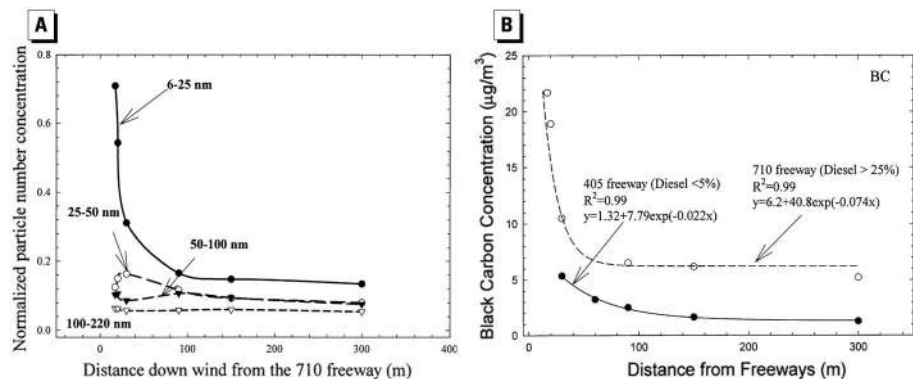 A
Normalized particle number concentration
0.8
0.6
0.4
0.2
0.0
6-25 nm
25-50 nm
50-100 nm
100-220 nm
0
100
200
300
400
Distance down wind from the 710 freeway (m)
B
Black Carbon Concentration (µg/m³)
25
20
15
10
5
0
BC
405 freeway (Diesel <5%)
R²=0.99
y=1.32+7.79exp(-0.022x)
710 freeway (Diesel > 25%)
R²=0.99
y=6.2+40.8exp(-0.074x)
0
50
100
150
200
250
300
Distance from Freeways (m)